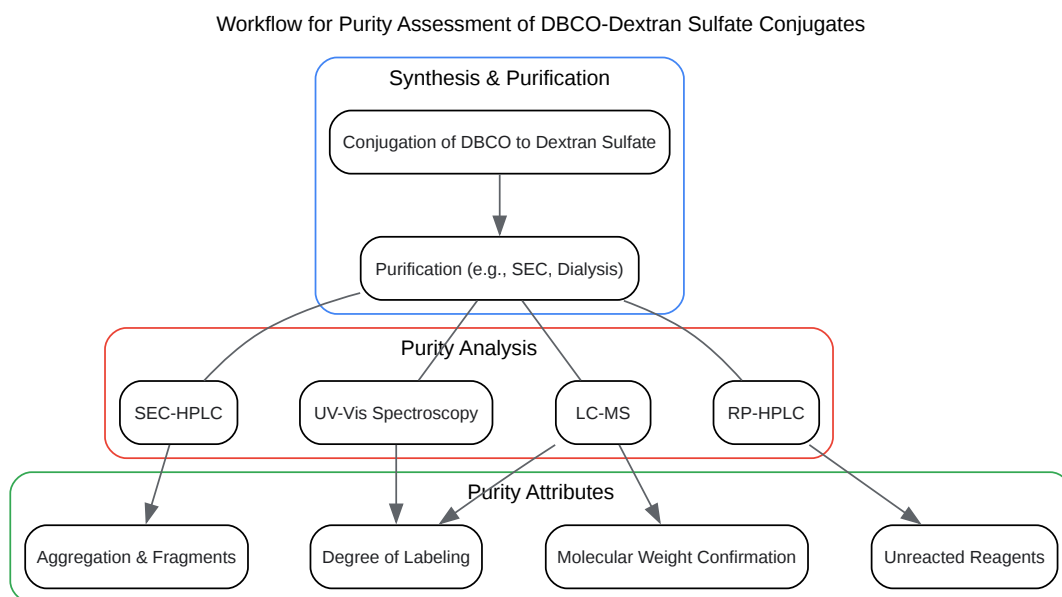 Workflow for Purity Assessment of DBCO-Dextran Sulfate Conjugates
Synthesis & Purification
Conjugation of DBCO to Dextran Sulfate
Purification (e.g., SEC, Dialysis)
Purity Analysis
SEC-HPLC
UV-Vis Spectroscopy
LC-MS
RP-HPLC
Purity Attributes
Aggregation & Fragments
Degree of Labeling
Molecular Weight Confirmation
Unreacted Reagents